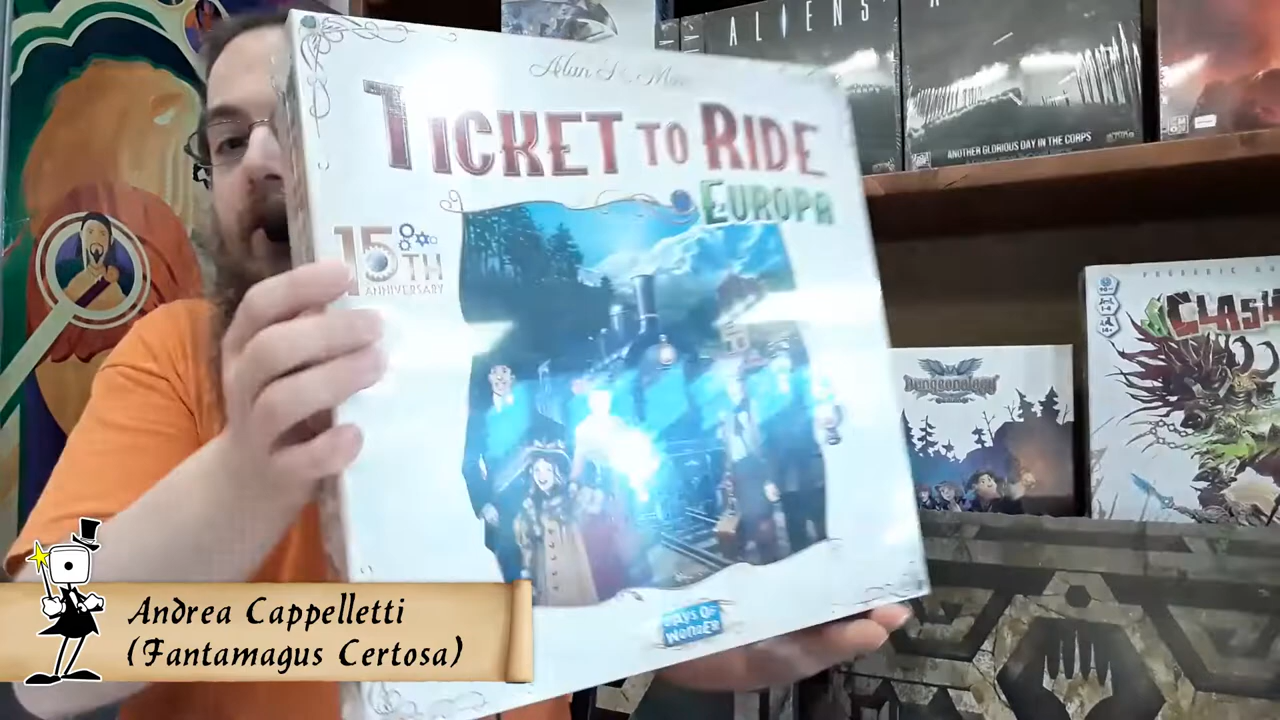 ALIENS
ANOTHER GLORIOUS DAY IN THE CORPS
Alan R. Moon
TICKET TO RIDE
EUROPA
15TH
ANNIVERSARY
DAYS OF
WONDER
Dungeonology
CLASH
Andrea Cappelletti
(Fantamagus Certosa)